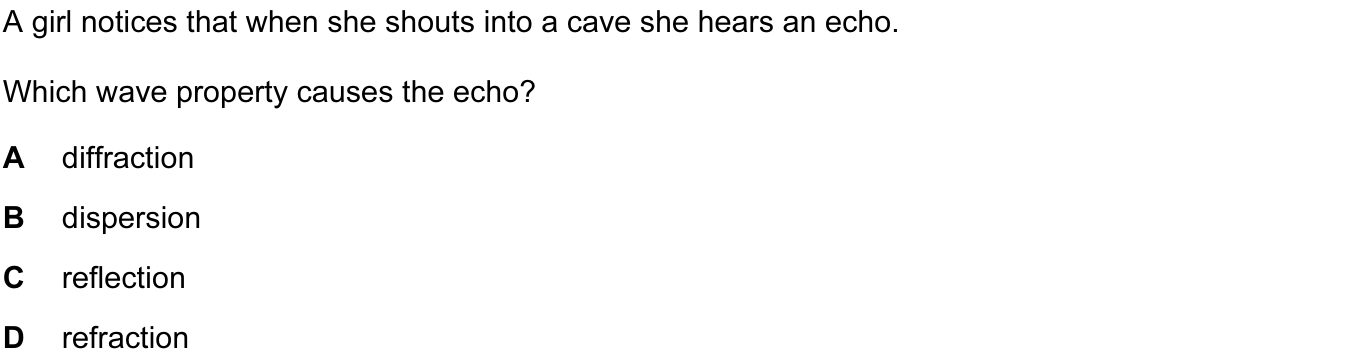 A girl notices that when she shouts into a cave she hears an echo.
Which wave property causes the echo?
A diffraction
B dispersion
C reflection
D refraction